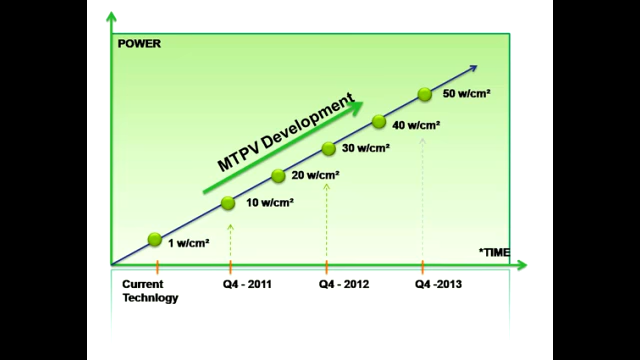 POWER
50 w/cm²
MTPV Development
40 w/cm²
30 w/cm²
20 w/cm²
10 w/cm²
1 w/cm²
*TIME
Current
Technlogy
Q4 - 2011
Q4 - 2012
Q4 -2013